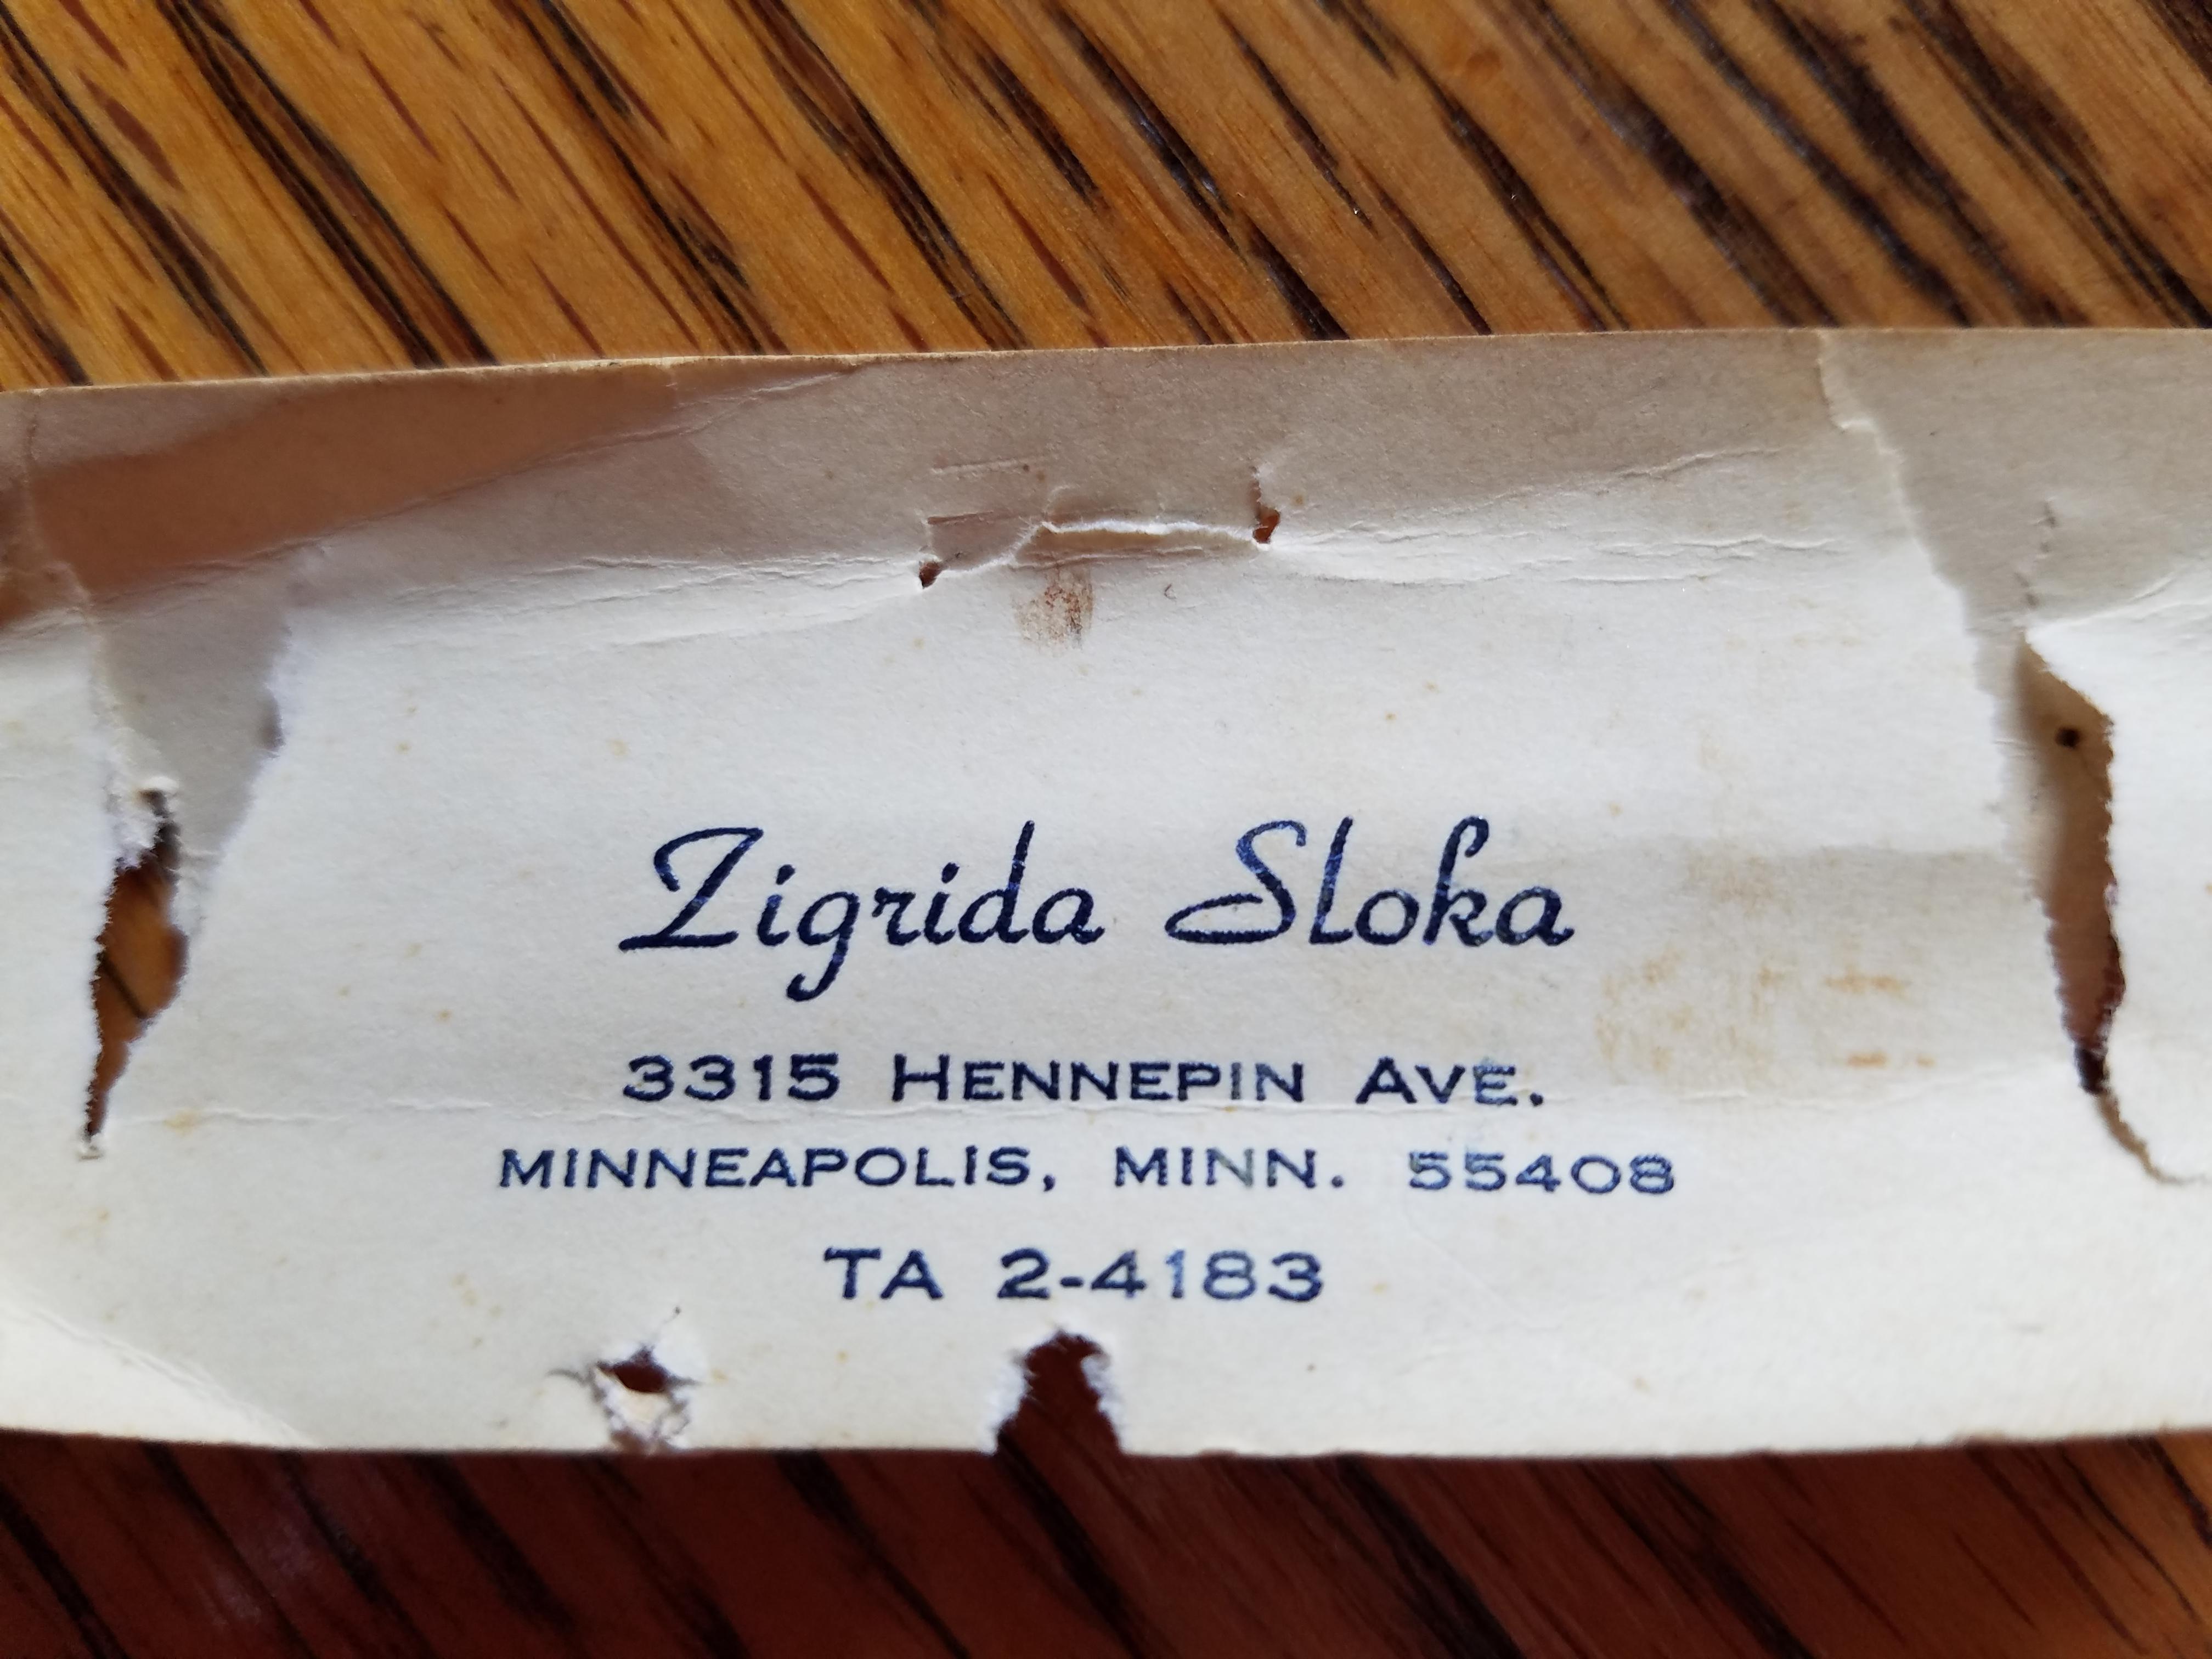 Zigrida Sloka
3315 HENNEPIN AVE.
MINNEAPOLIS, MINN. 55408
TA 2-4183